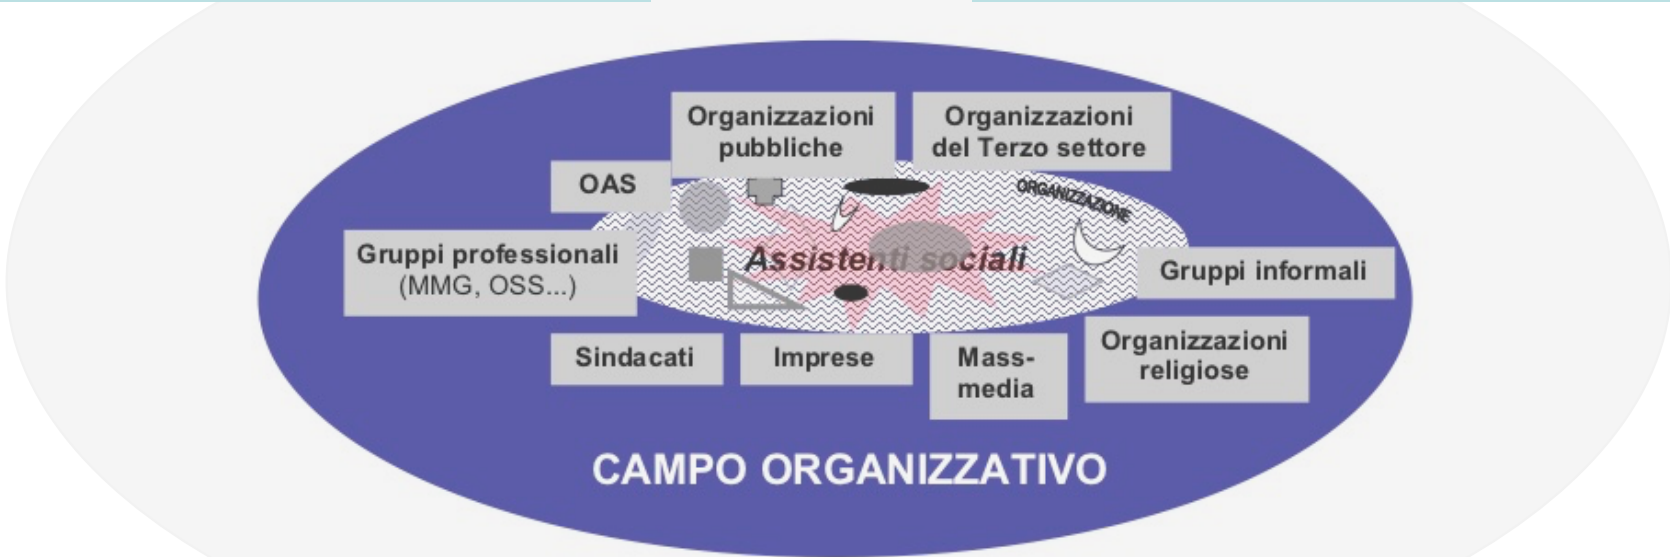 Organizzazioni
pubbliche
Organizzazioni
del Terzo settore
OAS
ORGANIZZAZIONE
Gruppi professionali
(MMG, OSS...)
Assistenti sociali
Gruppi informali
Sindacati
Imprese
Mass-
media
Organizzazioni
religiose
CAMPO ORGANIZZATIVO